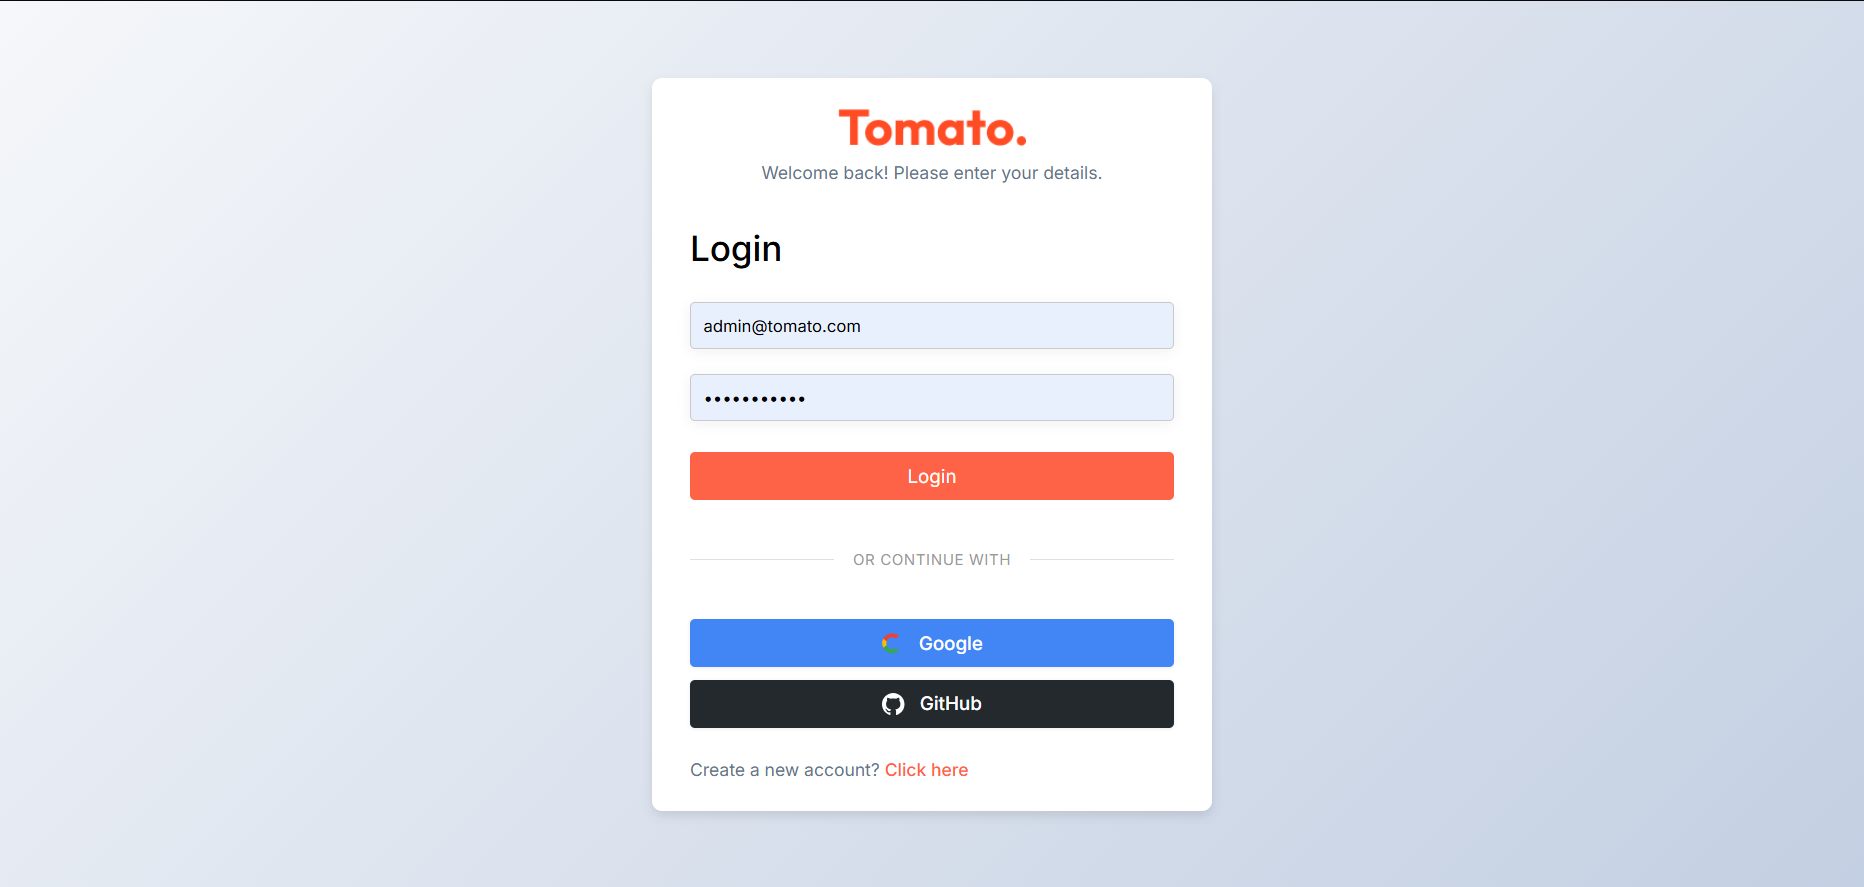 Tomato.
Welcome back! Please enter your details.
Login
admin@tomato.com
•••••••••••
Login
OR CONTINUE WITH
Google
GitHub
Create a new account? Click here